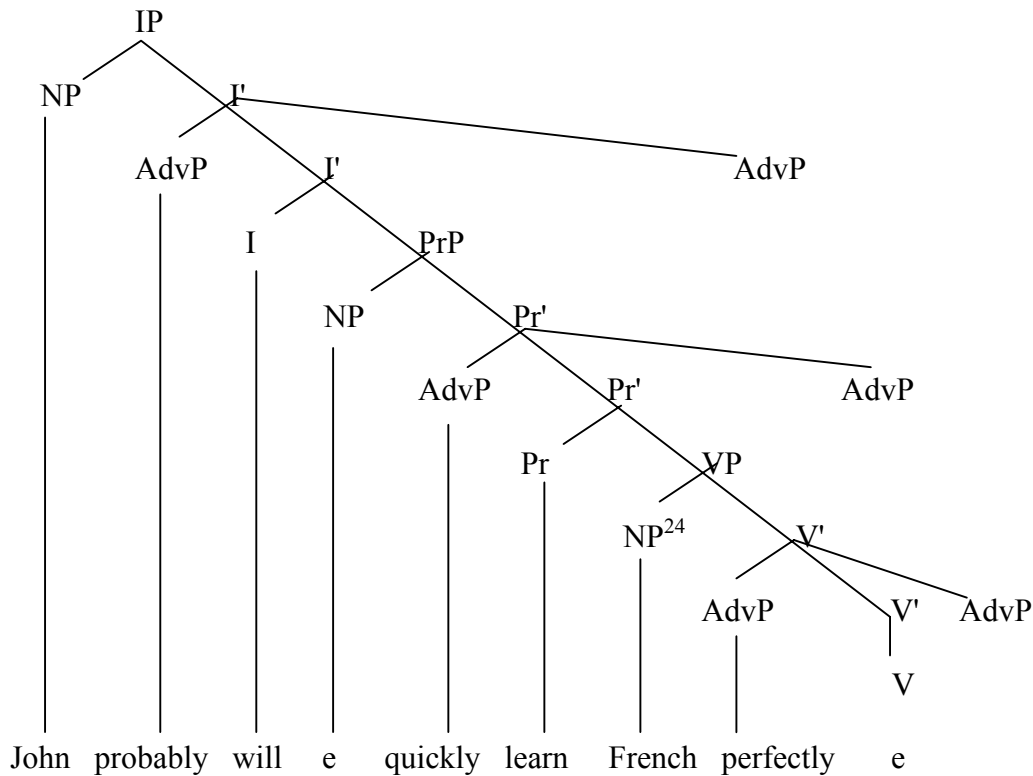 IP
NP I'
AdvP I' AdvP
I PrP
NP Pr'
AdvP Pr' AdvP
Pr VP
NP24 V'
AdvP V' AdvP
V
John probably will e quickly learn French perfectly e